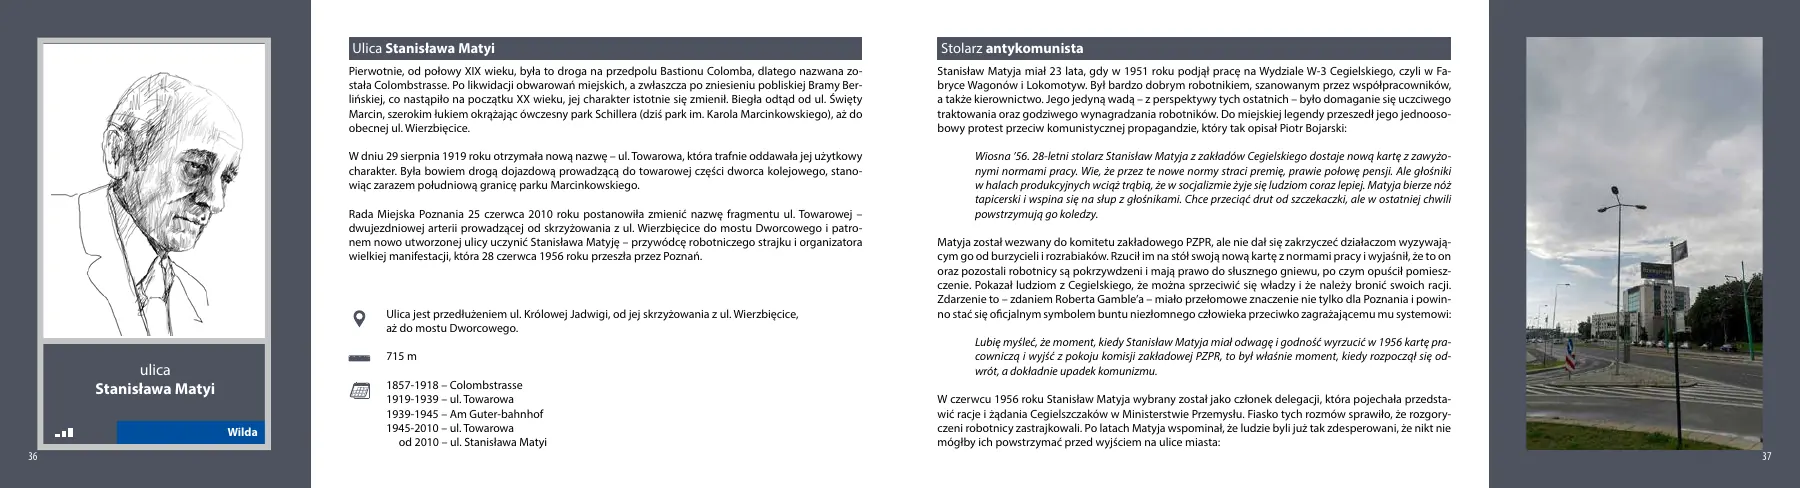 ulica
Stanisława Matyi
Wilda
36
Ulica Stanisława Matyi
Pierwotnie, od połowy XIX wieku, była to droga na przedpolu Bastionu Colomba, dlatego nazwana zo-
stała Colombstrasse. Po likwidacji obwarowań miejskich, a zwłaszcza po zniesieniu pobliskiej Bramy Ber-
lińskiej, co nastąpiło na początku XX wieku, jej charakter istotnie się zmienił. Biegła odtąd od ul. Święty
Marcin, szerokim łukiem okrążając ówczesny park Schillera (dziś park im. Karola Marcinkowskiego), aż do
obecnej ul. Wierzbięcice.
W dniu 29 sierpnia 1919 roku otrzymała nową nazwę – ul. Towarowa, która trafnie oddawała jej użytkowy
charakter. Była bowiem drogą dojazdową prowadzącą do towarowej części dworca kolejowego, stano-
wiąc zarazem południową granicę parku Marcinkowskiego.
Rada Miejska Poznania 25 czerwca 2010 roku postanowiła zmienić nazwę fragmentu ul. Towarowej –
dwujezdniowej arterii prowadzącej od skrzyżowania z ul. Wierzbięcice do mostu Dworcowego i patro-
nem nowo utworzonej ulicy uczynić Stanisława Matyję – przywódcę robotniczego strajku i organizatora
wielkiej manifestacji, która 28 czerwca 1956 roku przeszła przez Poznań.
Ulica jest przedłużeniem ul. Królowej Jadwigi, od jej skrzyżowania z ul. Wierzbięcice,
aż do mostu Dworcowego.
715 m
1857-1918 – Colombstrasse
1919-1939 – ul. Towarowa
1939-1945 – Am Guter-bahnhof
1945-2010 – ul. Towarowa
od 2010 – ul. Stanisława Matyi
Stolarz antykomunista
Stanisław Matyja miał 23 lata, gdy w 1951 roku podjął pracę na Wydziale W-3 Cegielskiego, czyli w Fa-
bryce Wagonów i Lokomotyw. Był bardzo dobrym robotnikiem, szanowanym przez współpracowników,
a także kierownictwo. Jego jedyną wadą – z perspektywy tych ostatnich – było domaganie się uczciwego
traktowania oraz godziwego wynagradzania robotników. Do miejskiej legendy przeszedł jego jednooso-
bowy protest przeciw komunistycznej propagandzie, który tak opisał Piotr Bojarski:
Wiosna ’56. 28-letni stolarz Stanisław Matyja z zakładów Cegielskiego dostaje nową kartę z zawyżo-
nymi normami pracy. Wie, że przez te nowe normy straci premię, prawie połowę pensji. Ale głośniki
w halach produkcyjnych wciąż trąbią, że w socjalizmie żyje się ludziom coraz lepiej. Matyja bierze nóż
tapicerski i wspina się na słup z głośnikami. Chce przeciąć drut od szczekaczki, ale w ostatniej chwili
powstrzymują go koledzy.
Matyja został wezwany do komitetu zakładowego PZPR, ale nie dał się zakrzyczeć działaczom wyzywają-
cym go od burzycieli i rozrabiaków. Rzucił im na stół swoją nową kartę z normami pracy i wyjaśnił, że to on
oraz pozostali robotnicy są pokrzywdzeni i mają prawo do słusznego gniewu, po czym opuścił pomiesz-
czenie. Pokazał ludziom z Cegielskiego, że można sprzeciwić się władzy i że należy bronić swoich racji.
Zdarzenie to – zdaniem Roberta Gamble’a – miało przełomowe znaczenie nie tylko dla Poznania i powin-
no stać się oficjalnym symbolem buntu niezłomnego człowieka przeciwko zagrażającemu mu systemowi:
Lubię myśleć, że moment, kiedy Stanisław Matyja miał odwagę i godność wyrzucić w 1956 kartę pra-
cowniczą i wyjść z pokoju komisji zakładowej PZPR, to był właśnie moment, kiedy rozpoczął się od-
wrót, a dokładnie upadek komunizmu.
W czerwcu 1956 roku Stanisław Matyja wybrany został jako członek delegacji, która pojechała przedsta-
wić racje i żądania Cegielszczaków w Ministerstwie Przemysłu. Fiasko tych rozmów sprawiło, że rozgory-
czeni robotnicy zastrajkowali. Po latach Matyja wspominał, że ludzie byli już tak zdesperowani, że nikt nie
mógłby ich powstrzymać przed wyjściem na ulice miasta:
37